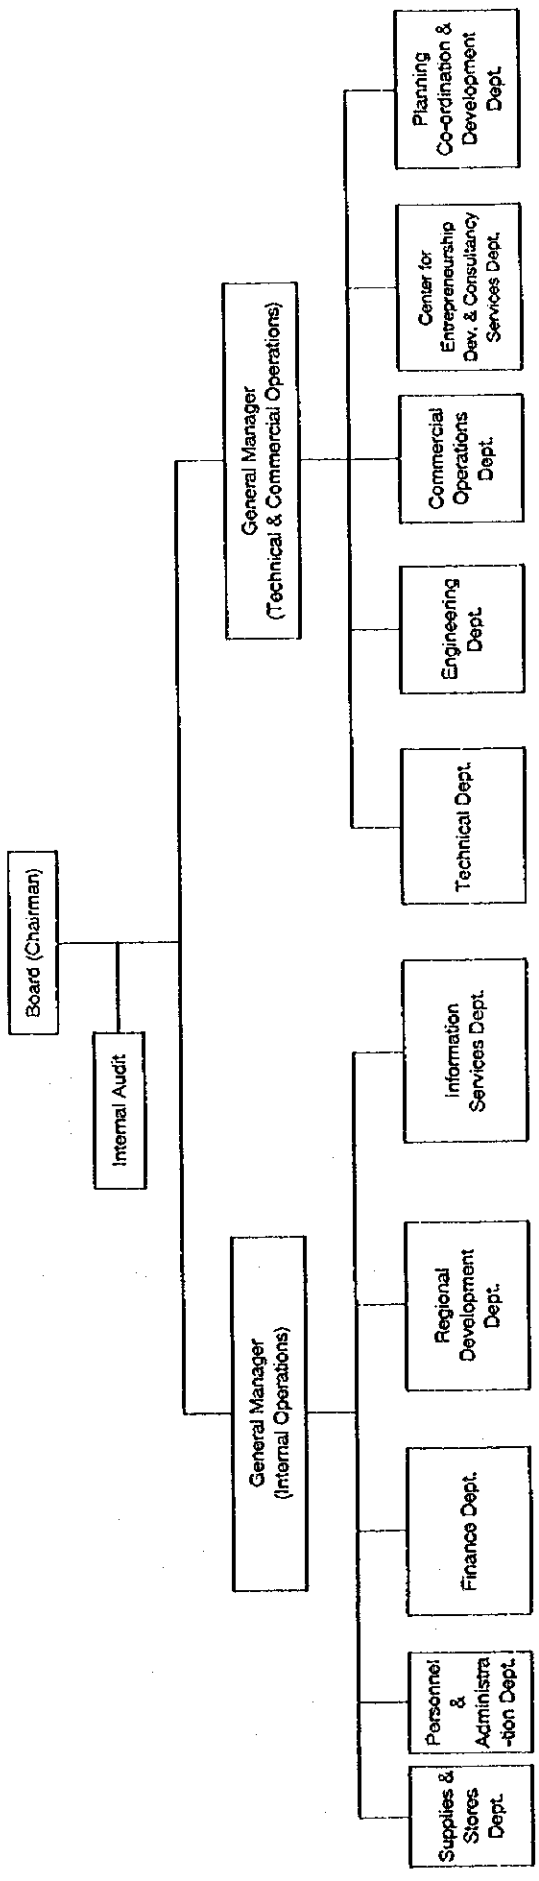 Board (Chairman)
Internal Audit
General Manager
(Internal Operations)
General Manager
(Technical & Commercial Operations)
Supplies &
Stores
Dept.
Personnel
&
Administra
-tion Dept.
Finance Dept.
Regional
Development
Dept.
Information
Services Dept.
Technical Dept.
Engineering
Dept.
Commercial
Operations
Dept.
Center for
Entrepreneurship
Dev. & Consultancy
Services Dept.
Planning
Co-ordination &
Development
Dept.